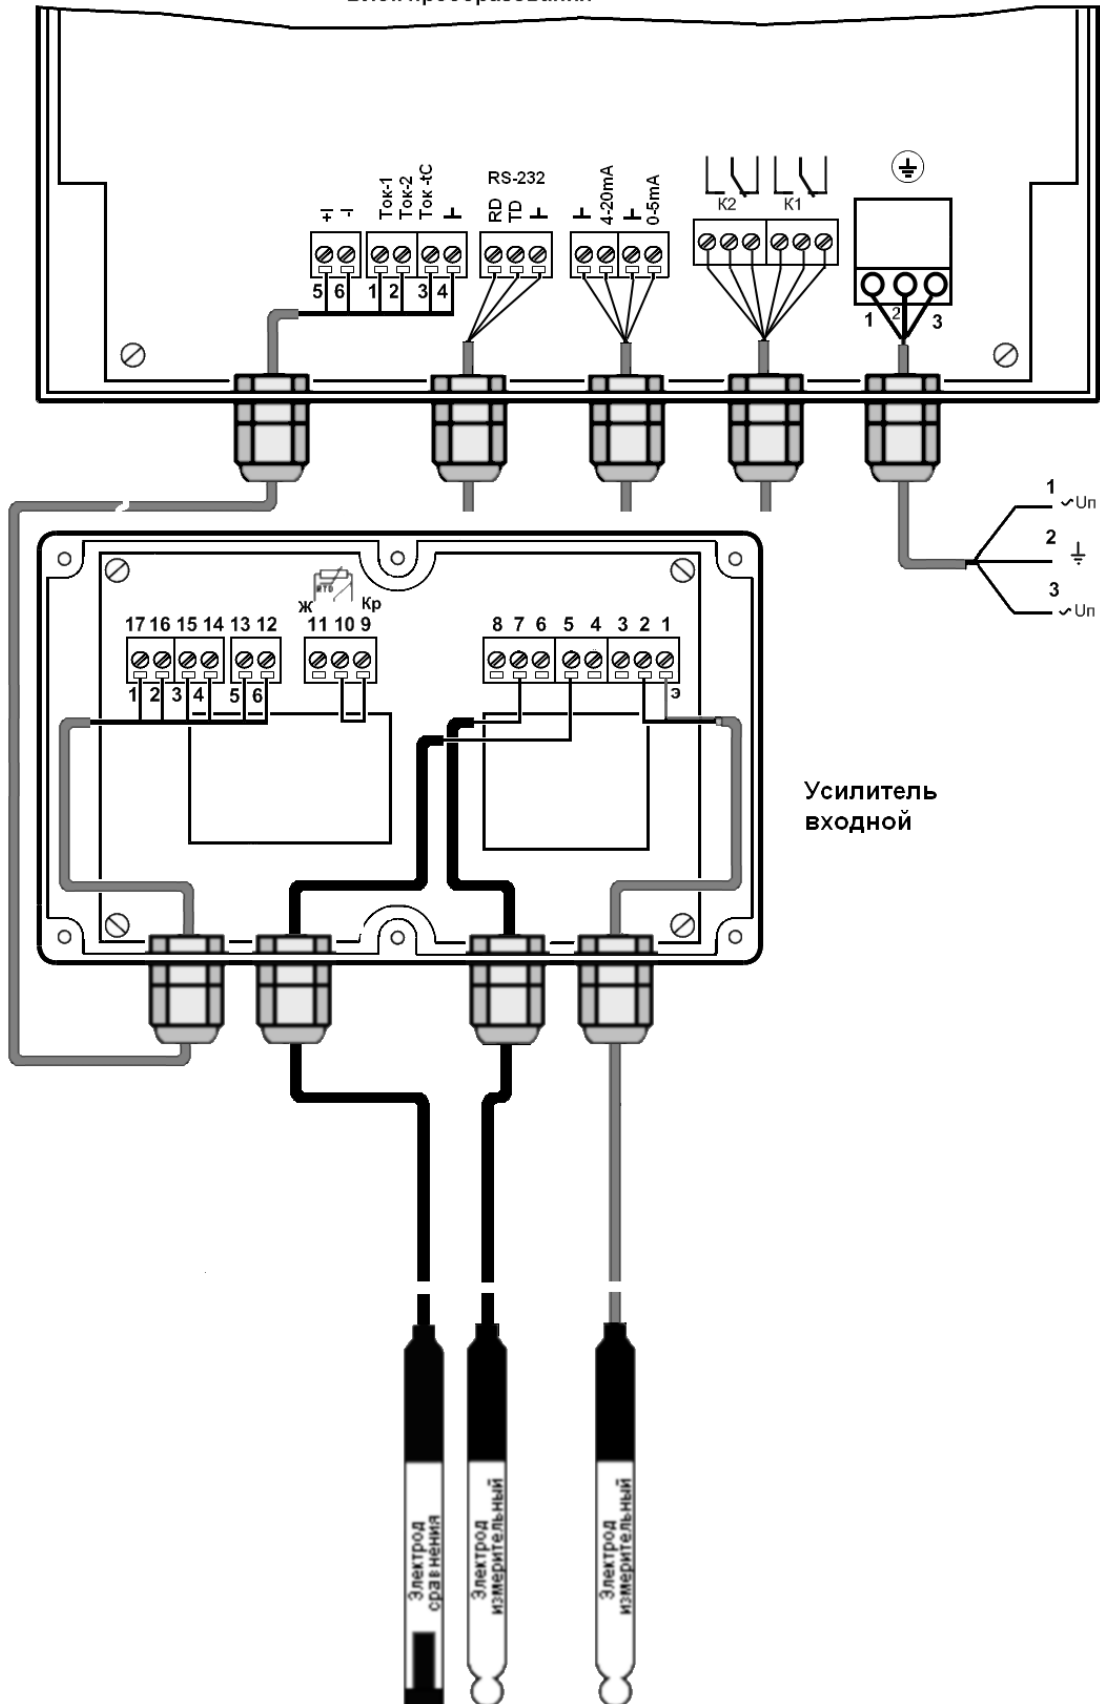 RS-232
+I
-I
Ток-1
Ток-2
Ток -tC
RD
TD
4-20mA
0-5mA
K2
K1
5 6 1 2 3 4
1 2 3
1 ~Uп
2
3 ~Uп
Ж
Кр
17 16 15 14 13 12 11 10 9 8 7 6 5 4 3 2 1
1 2 3 4 5 6
Э
Усилитель
входной
Электрод
сравнения
Электрод
измерительный
Электрод
измерительный